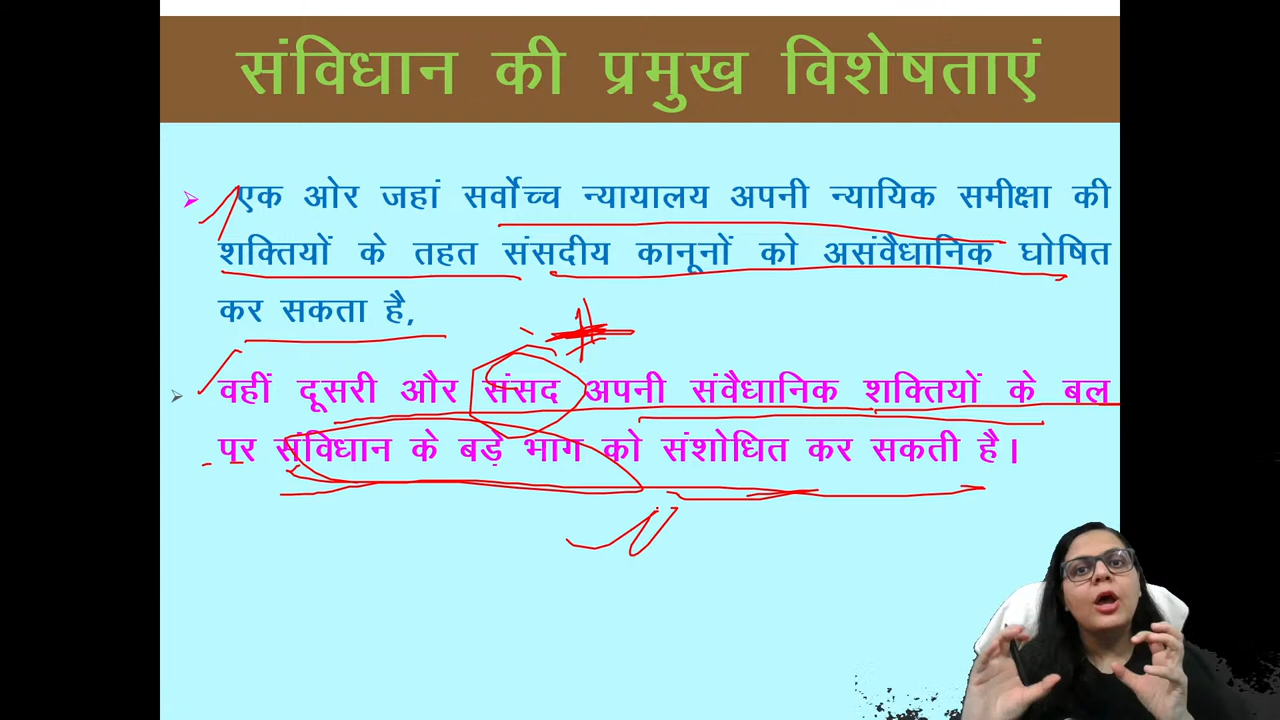 संविधान की प्रमुख विशेषताएं
एक ओर जहां सर्वोच्च न्यायालय अपनी न्यायिक समीक्षा की
शक्तियों के तहत संसदीय कानूनों को असंवैधानिक घोषित
कर सकता है,
वहीं दूसरी और संसद अपनी संवैधानिक शक्तियों के बल
पर संविधान के बड़े भाग को संशोधित कर सकती है।